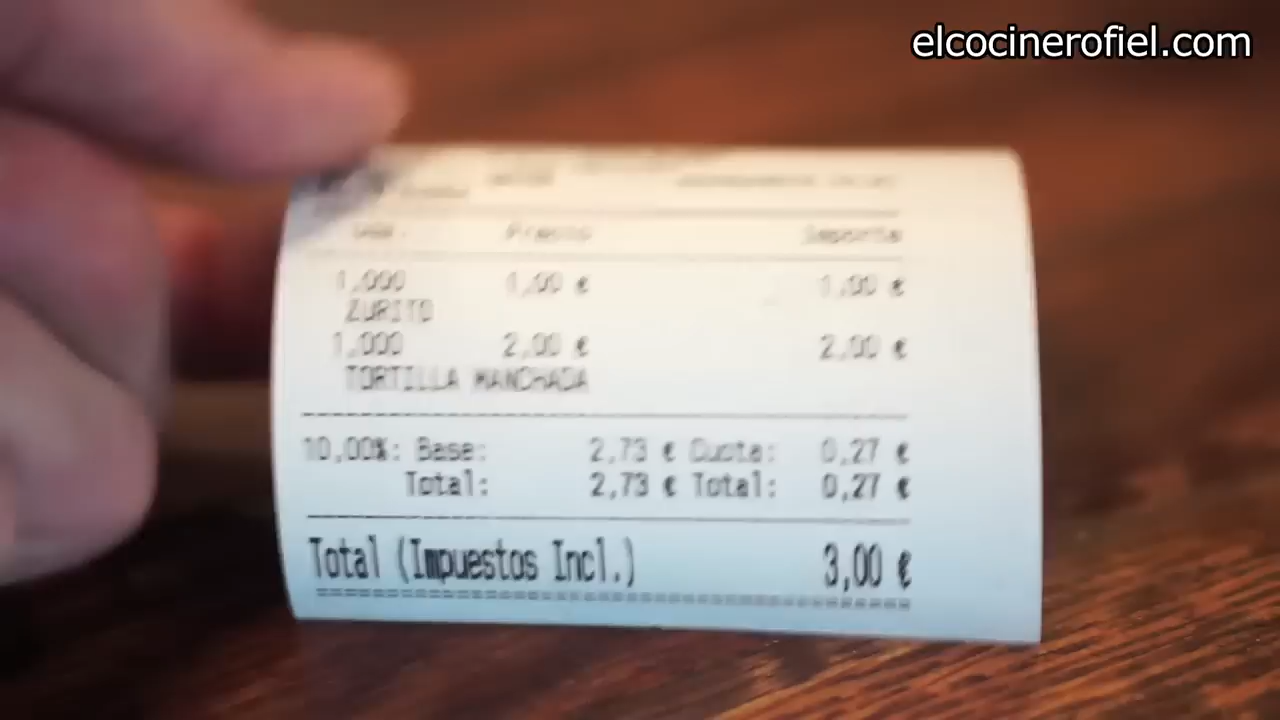 elcocinerofiel.com
Precio Importe
1,000 1,00 € 1,00 €
ZURITO
1,000 2,00 € 2,00 €
TORTILLA MANCHADA
10,00%: Base: 2,73 € Cuota: 0,27 €
Total: 2,73 € Total: 0,27 €
Total (Impuestos Incl.) 3,00 €